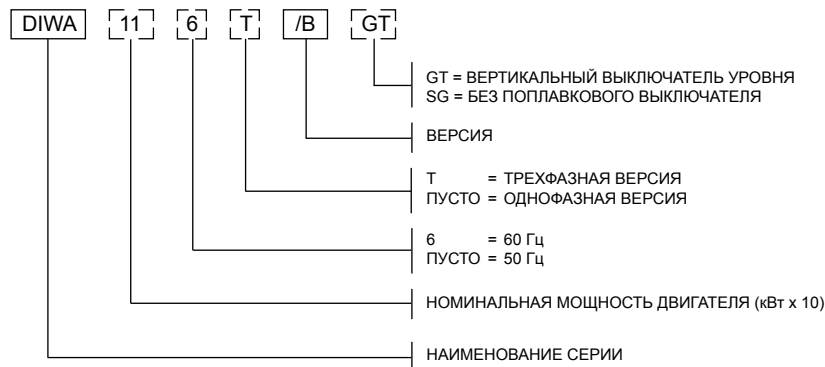 DIWA 11 6 T /B GT
GT = ВЕРТИКАЛЬНЫЙ ВЫКЛЮЧАТЕЛЬ УРОВНЯ
SG = БЕЗ ПОПЛАВКОВОГО ВЫКЛЮЧАТЕЛЯ
ВЕРСИЯ
T = ТРЕХФАЗНАЯ ВЕРСИЯ
ПУСТО = ОДНОФАЗНАЯ ВЕРСИЯ
6 = 60 Гц
ПУСТО = 50 Гц
НОМИНАЛЬНАЯ МОЩНОСТЬ ДВИГАТЕЛЯ (кВт x 10)
НАИМЕНОВАНИЕ СЕРИИ